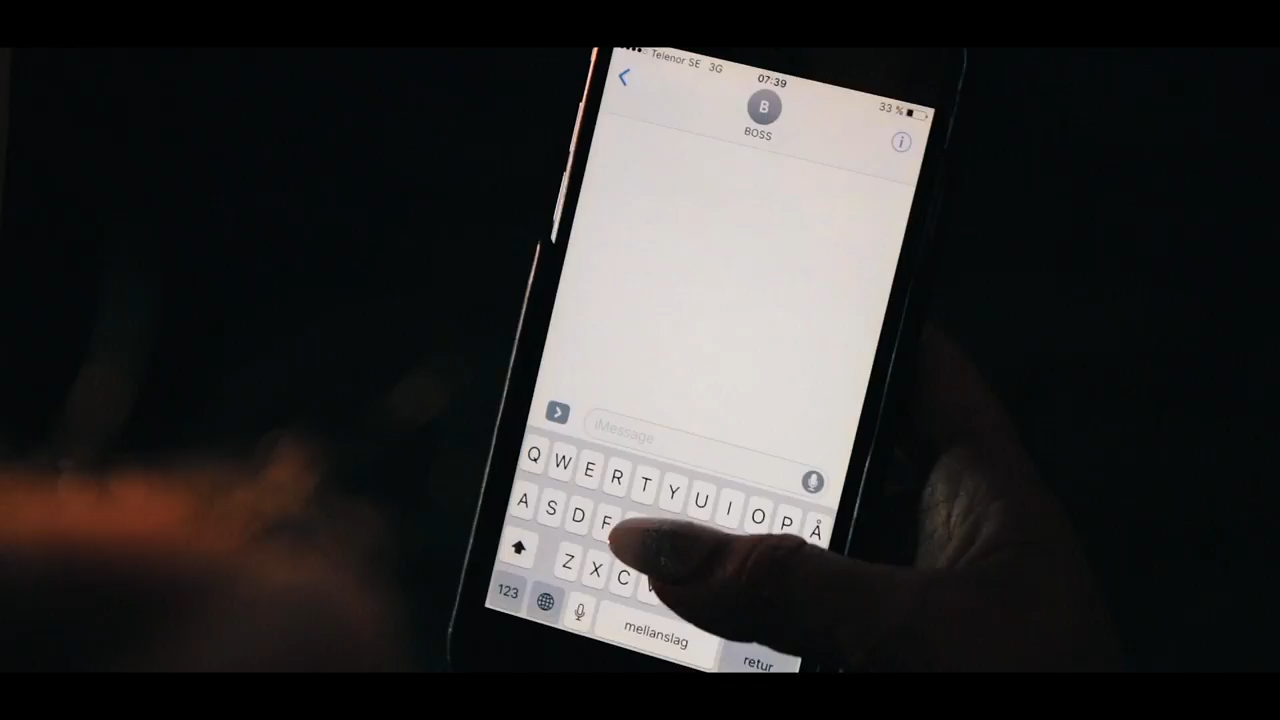 Telenor SE 3G 07:39 33 %
B
BOSS
iMessage
Q W E R T Y U I O P Å
A S D F
Z X C
123 mellanslag retur